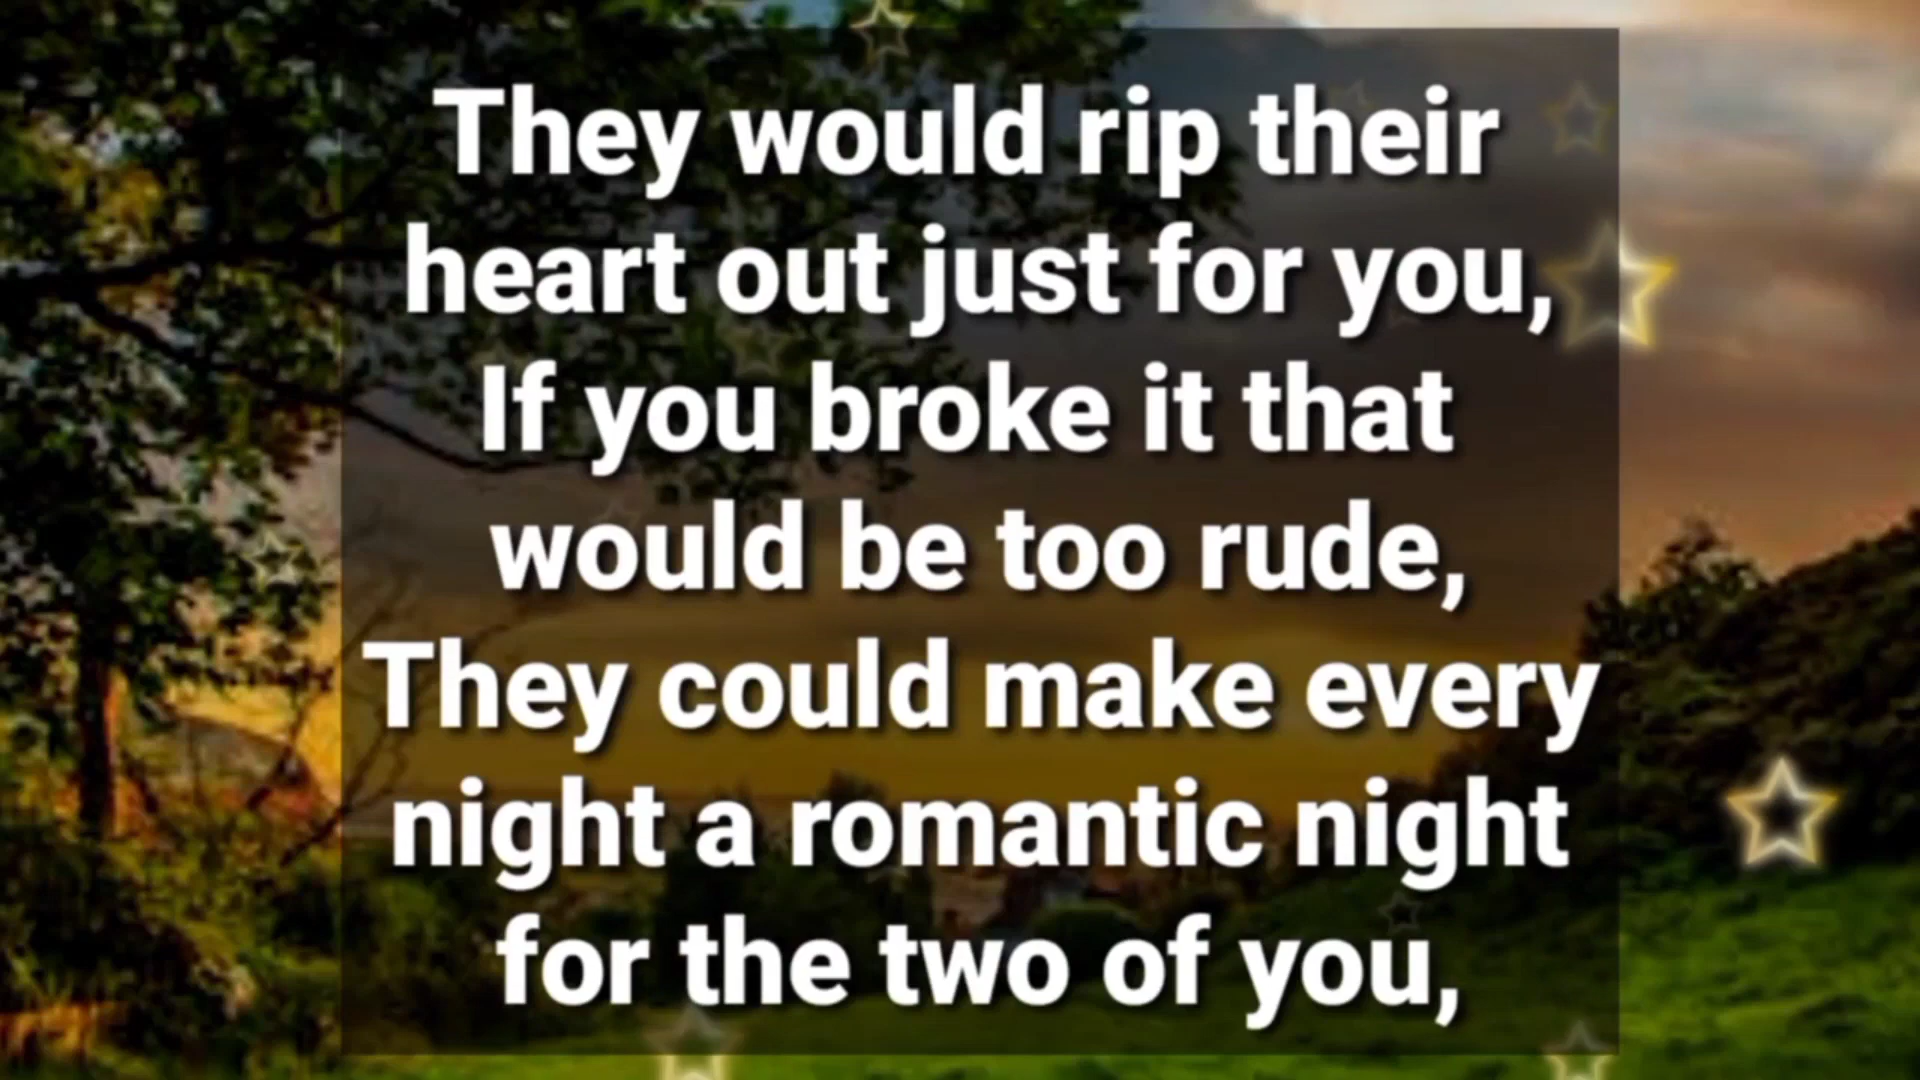 They would rip their
heart out just for you,
If you broke it that
would be too rude,
They could make every
night a romantic night
for the two of you,